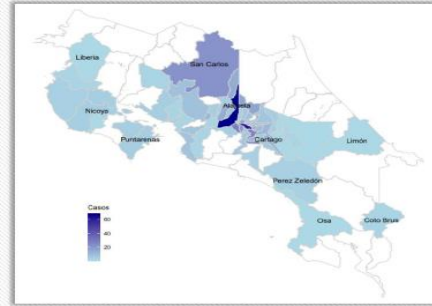 Liberia
San Carlos
Alajuela
Nicoya
Cartago
Limón
Puntarenas
Perez Zeledón
Osa
Coto Brus
Casos
60
40
20